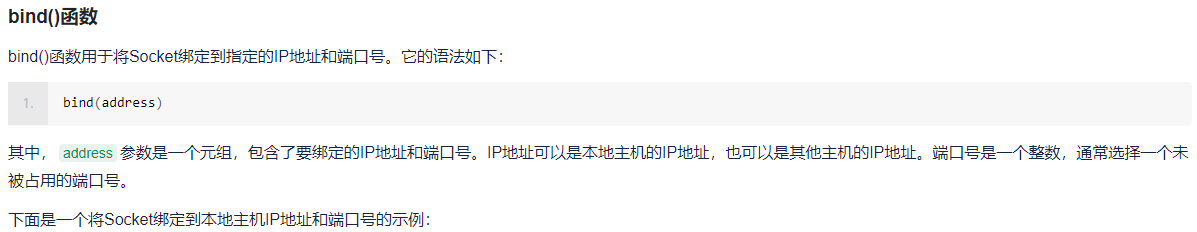 bind()函数
bind()函数用于将Socket绑定到指定的IP地址和端口号。它的语法如下：
1. bind(address)
其中， address 参数是一个元组，包含了要绑定的IP地址和端口号。IP地址可以是本地主机的IP地址，也可以是其他主机的IP地址。端口号是一个整数，通常选择一个未
被占用的端口号。
下面是一个将Socket绑定到本地主机IP地址和端口号的示例：